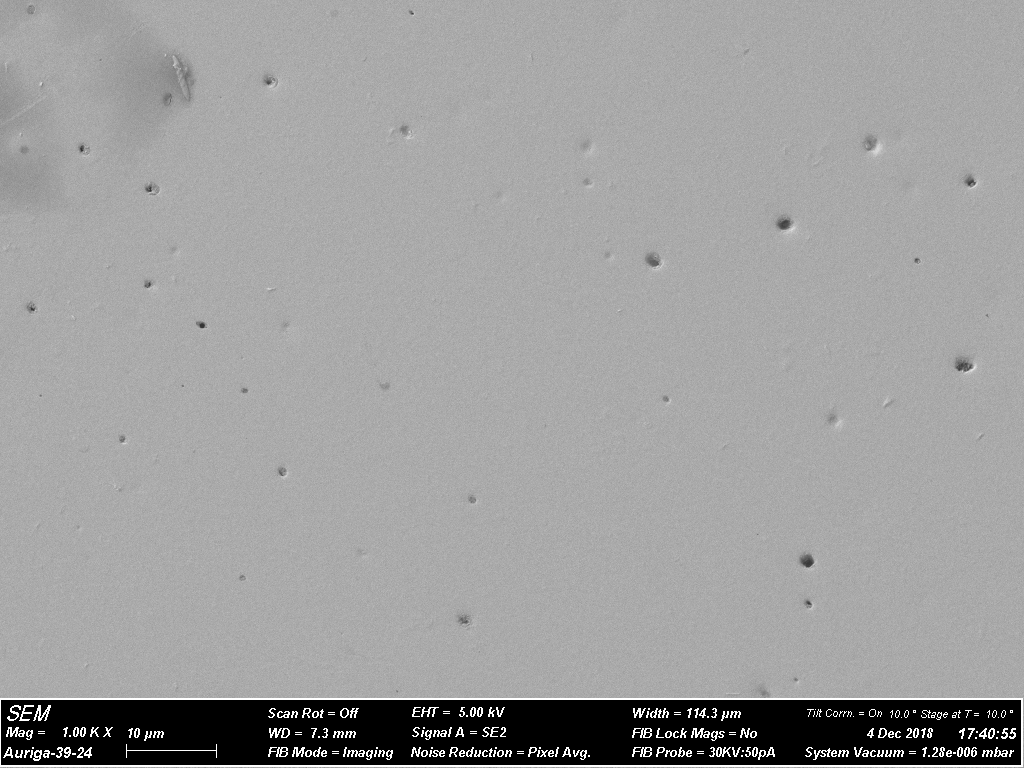 SEM
Scan Rot = Off
EHT = 5.00 kV
Width = 114.3 µm
Tilt Corrn. = On 10.0 ° Stage at T = 10.0 °
Mag = 1.00 K X
10 µm
WD = 7.3 mm
Signal A = SE2
FIB Lock Mags = No
4 Dec 2018
17:40:55
Auriga-39-24
FIB Mode = Imaging
Noise Reduction = Pixel Avg.
FIB Probe = 30KV:50pA
System Vacuum = 1.28e-006 mbar